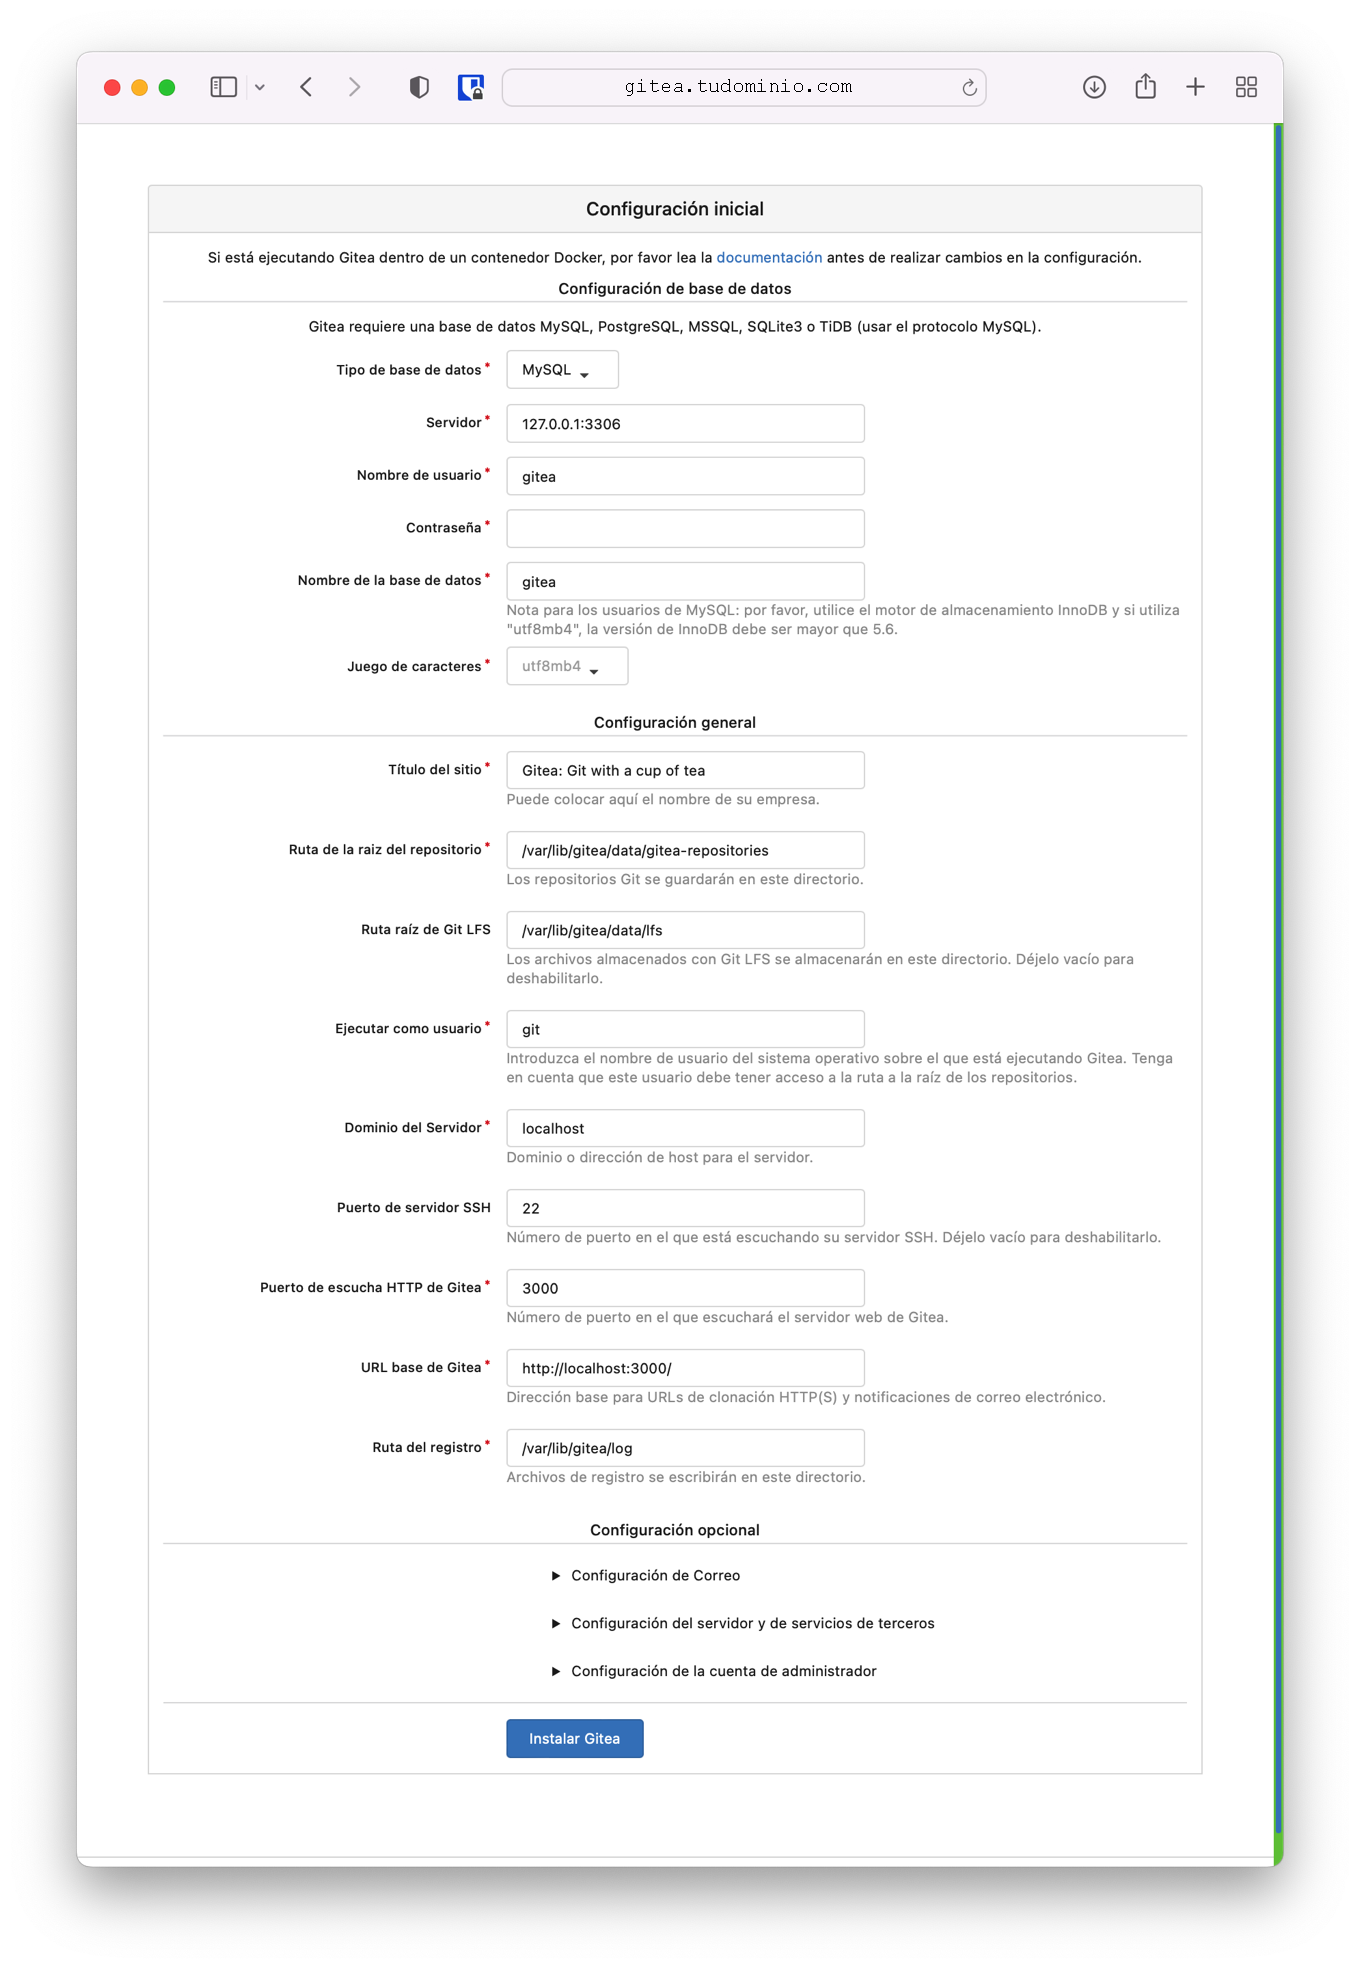 gitea.tudominio.com
Configuración inicial
Si está ejecutando Gitea dentro de un contenedor Docker, por favor lea la documentación antes de realizar cambios en la configuración.
Configuración de base de datos
Gitea requiere una base de datos MySQL, PostgreSQL, MSSQL, SQLite3 o TiDB (usar el protocolo MySQL).
Tipo de base de datos* MySQL
Servidor* 127.0.0.1:3306
Nombre de usuario* gitea
Contraseña*
Nombre de la base de datos* gitea
Nota para los usuarios de MySQL: por favor, utilice el motor de almacenamiento InnoDB y si utiliza
"utf8mb4", la versión de InnoDB debe ser mayor que 5.6.
Juego de caracteres* utf8mb4
Configuración general
Título del sitio* Gitea: Git with a cup of tea
Puede colocar aquí el nombre de su empresa.
Ruta de la raiz del repositorio* /var/lib/gitea/data/gitea-repositories
Los repositorios Git se guardarán en este directorio.
Ruta raíz de Git LFS /var/lib/gitea/data/lfs
Los archivos almacenados con Git LFS se almacenarán en este directorio. Déjelo vacío para
deshabilitarlo.
Ejecutar como usuario* git
Introduzca el nombre de usuario del sistema operativo sobre el que está ejecutando Gitea. Tenga
en cuenta que este usuario debe tener acceso a la ruta a la raíz de los repositorios.
Dominio del Servidor* localhost
Dominio o dirección de host para el servidor.
Puerto de servidor SSH 22
Número de puerto en el que está escuchando su servidor SSH. Déjelo vacío para deshabilitarlo.
Puerto de escucha HTTP de Gitea* 3000
Número de puerto en el que escuchará el servidor web de Gitea.
URL base de Gitea* http://localhost:3000/
Dirección base para URLs de clonación HTTP(S) y notificaciones de correo electrónico.
Ruta del registro* /var/lib/gitea/log
Archivos de registro se escribirán en este directorio.
Configuración opcional
Configuración de Correo
Configuración del servidor y de servicios de terceros
Configuración de la cuenta de administrador
Instalar Gitea